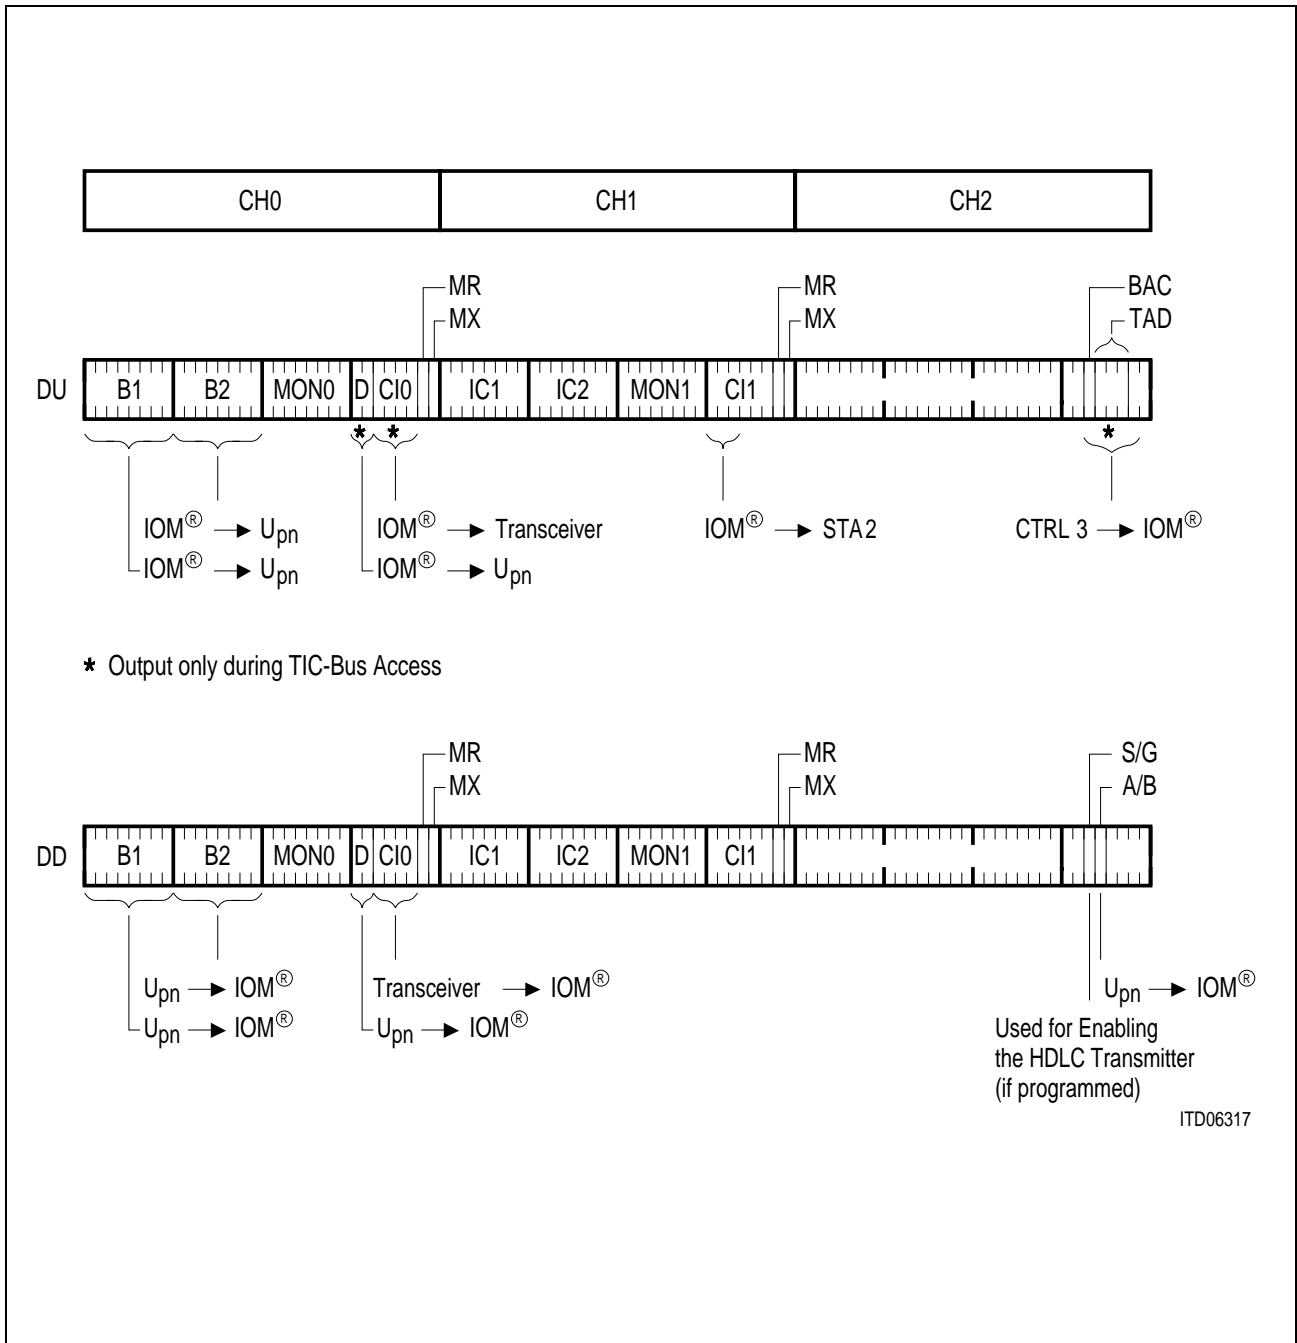 CH0 CH1 CH2
MR MR BAC
MX MX TAD
DU B1 B2 MON0 D CI0 IC1 IC2 MON1 CI1
* * *
IOM® → Upn IOM® → Transceiver IOM® → STA2 CTRL 3 → IOM®
IOM® → Upn IOM® → Upn
* Output only during TIC-Bus Access
MR MR S/G
MX MX A/B
DD B1 B2 MON0 D CI0 IC1 IC2 MON1 CI1
Upn → IOM® Transceiver → IOM® Upn → IOM®
Upn → IOM® Upn → IOM® Used for Enabling
the HDLC Transmitter
(if programmed)
ITD06317